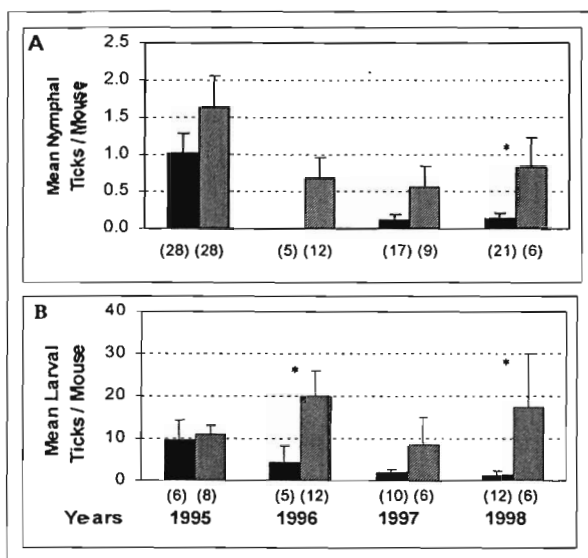 A
Mean Nymphal
Ticks / Mouse
2.5
2.0
1.5
1.0
0.5
0.0
*
(28) (28) (5) (12) (17) (9) (21) (6)
B
Mean Larval
Ticks / Mouse
40
30
20
10
0
* *
(6) (8) (5) (12) (10) (6) (12) (6)
Years 1995 1996 1997 1998